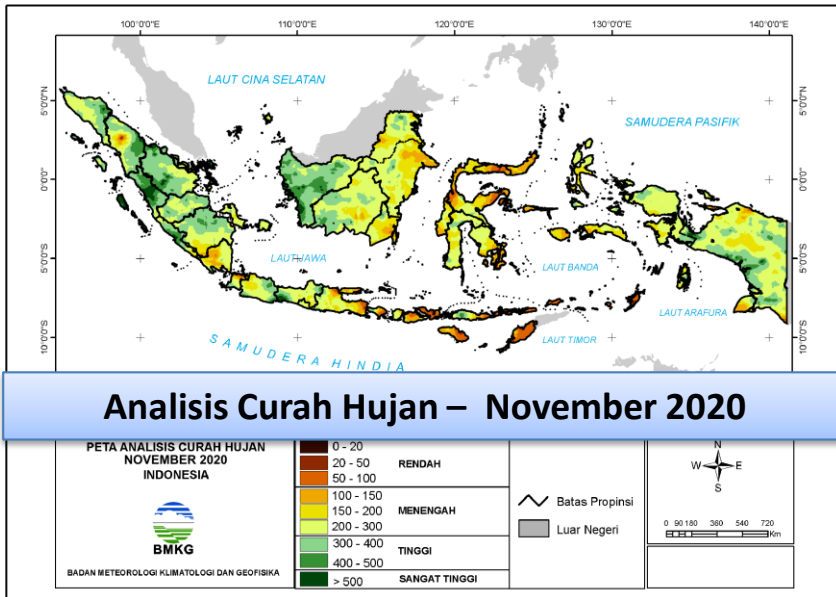 100°0'0"E 110°0'0"E 120°0'0"E 130°0'0"E 140°0'0"E
LAUT CINA SELATAN
SAMUDERA PASIFIK
5°0'0"N 5°0'0"N
0°0'0" 0°0'0"
5°0'0"S 5°0'0"S
10°0'0"S 10°0'0"S
LAUT JAWA
LAUT BANDA
LAUT ARAFURA
LAUT TIMOR
SAMUDERA HINDIA
Analisis Curah Hujan – November 2020
PETA ANALISIS CURAH HUJAN
NOVEMBER 2020
INDONESIA
BMKG
BADAN METEOROLOGI KLIMATOLOGI DAN GEOFISIKA
0 - 20
20 - 50
50 - 100
RENDAH
100 - 150
150 - 200
200 - 300
MENENGAH
300 - 400
400 - 500
TINGGI
> 500
SANGAT TINGGI
Batas Propinsi
Luar Negeri
N
W E
S
0 90 180 360 540 720
Km